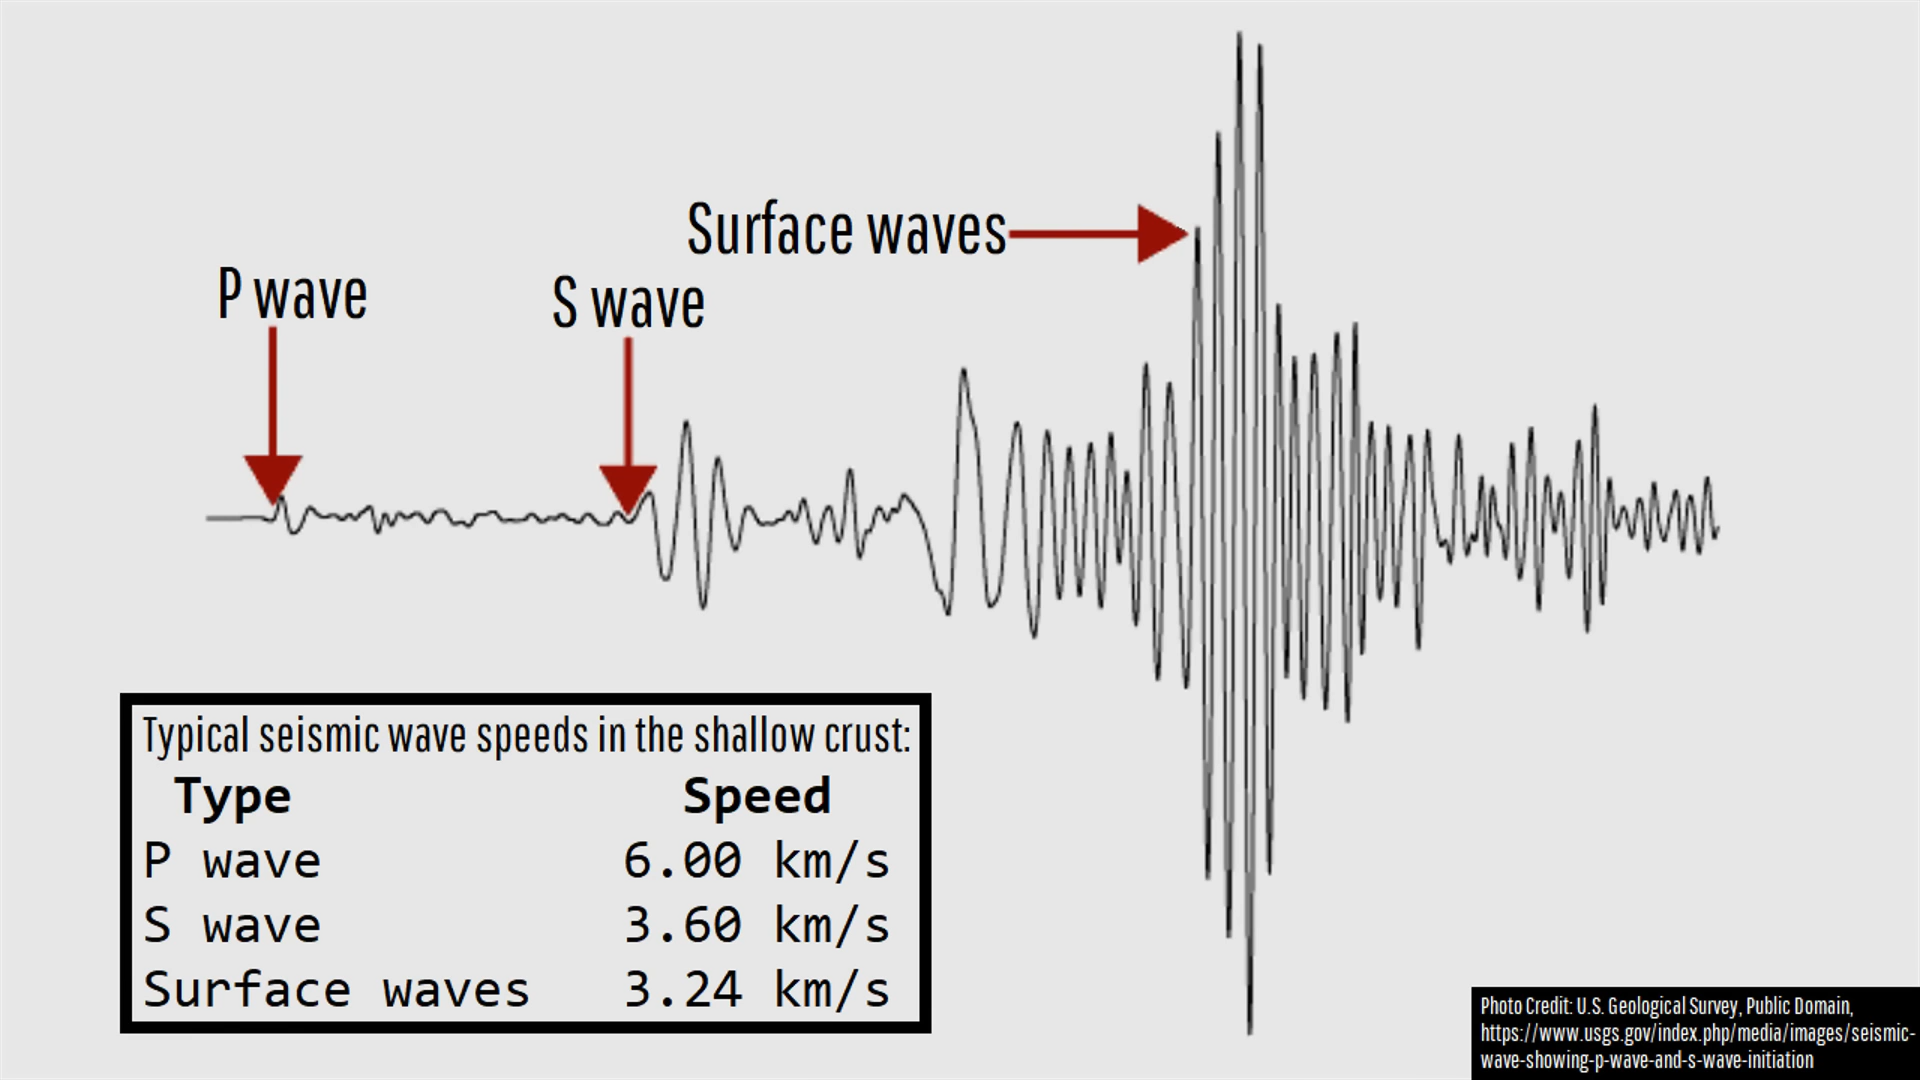 Surface waves
P wave
S wave
Typical seismic wave speeds in the shallow crust:
Type Speed
P wave 6.00 km/s
S wave 3.60 km/s
Surface waves 3.24 km/s
Photo Credit: U.S. Geological Survey, Public Domain,
https://www.usgs.gov/index.php/media/images/seismic-
wave-showing-p-wave-and-s-wave-initiation